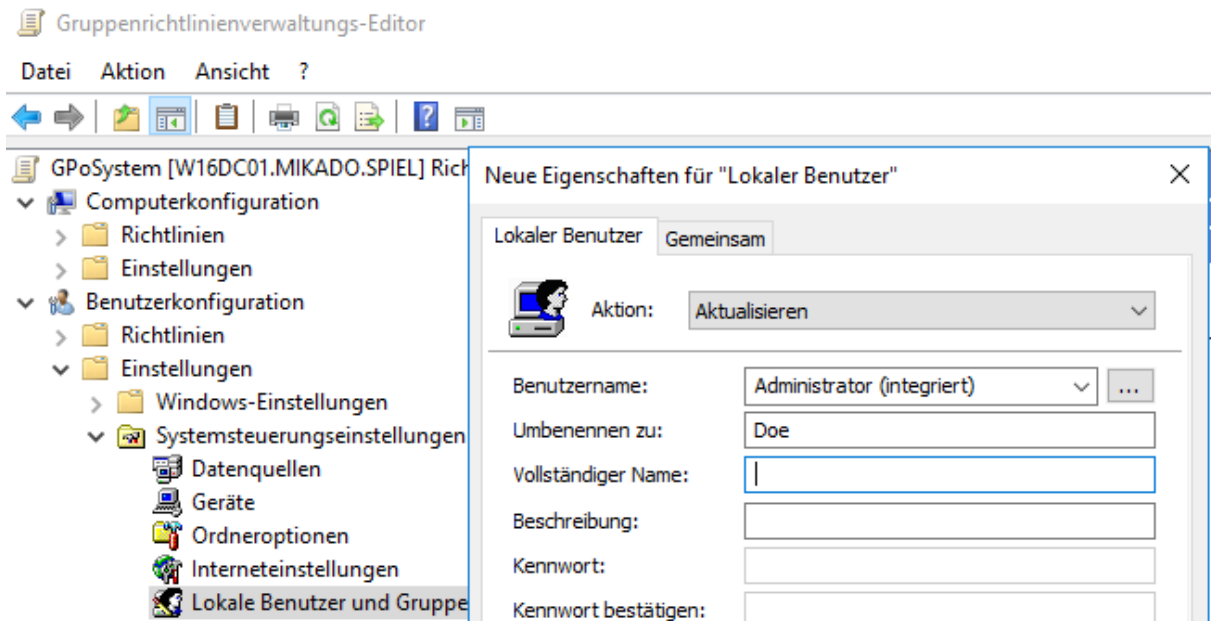 Gruppenrichtlinienverwaltungs-Editor
Datei Aktion Ansicht ?
GPoSystem [W16DC01.MIKADO.SPIEL] Rich
Computerkonfiguration
Richtlinien
Einstellungen
Benutzerkonfiguration
Richtlinien
Einstellungen
Windows-Einstellungen
Systemsteuerungseinstellungen
Datenquellen
Geräte
Ordneroptionen
Interneteinstellungen
Lokale Benutzer und Gruppe
Neue Eigenschaften für "Lokaler Benutzer"
Lokaler Benutzer Gemeinsam
Aktion: Aktualisieren
Benutzername: Administrator (integriert) ...
Umbenennen zu: Doe
Vollständiger Name:
Beschreibung:
Kennwort:
Kennwort bestätigen: